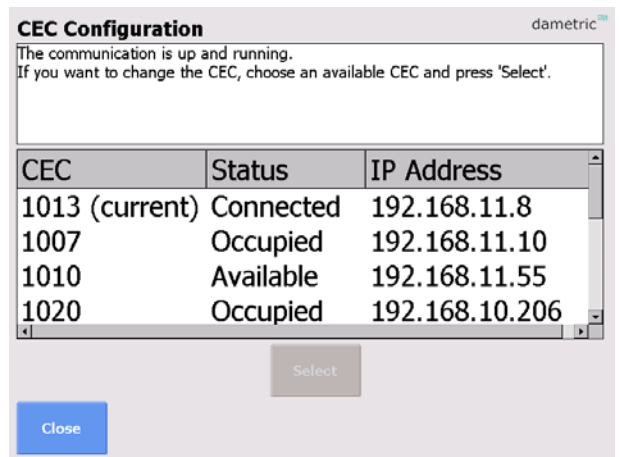 CEC Configuration
dametric
The communication is up and running.
If you want to change the CEC, choose an available CEC and press 'Select'.
CEC Status IP Address
1013 (current) Connected 192.168.11.8
1007 Occupied 192.168.11.10
1010 Available 192.168.11.55
1020 Occupied 192.168.10.206
Select
Close